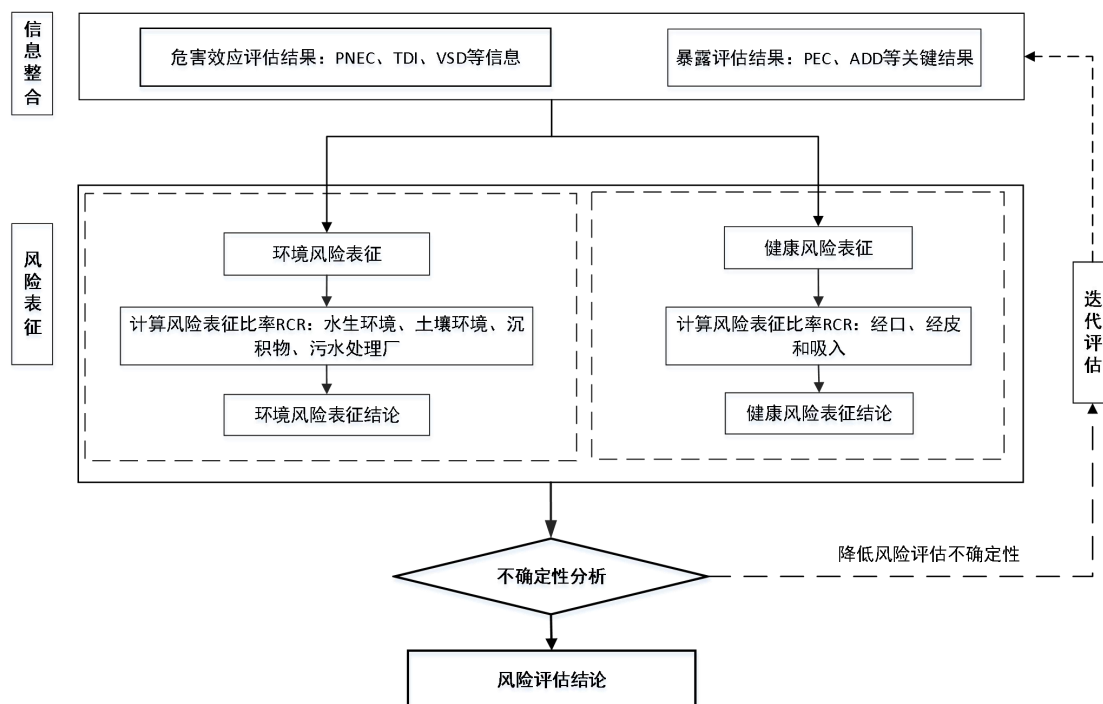 信息整合
危害效应评估结果：PNEC、TDI、VSD等信息
暴露评估结果：PEC、ADD等关键结果
风险表征
环境风险表征
计算风险表征比率RCR：水生环境、土壤环境、沉
积物、污水处理厂
环境风险表征结论
健康风险表征
计算风险表征比率RCR：经口、经皮
和吸入
健康风险表征结论
迭代评估
不确定性分析
降低风险评估不确定性
风险评估结论